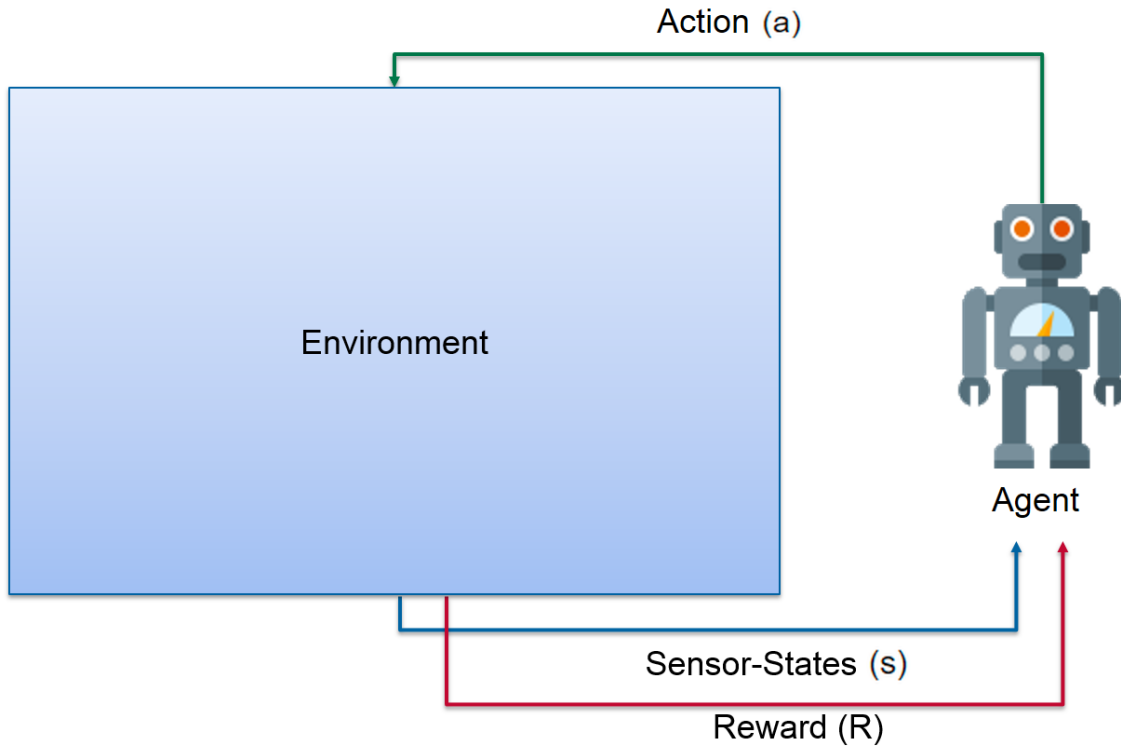 Action (a)
Environment
Agent
Sensor-States (s)
Reward (R)